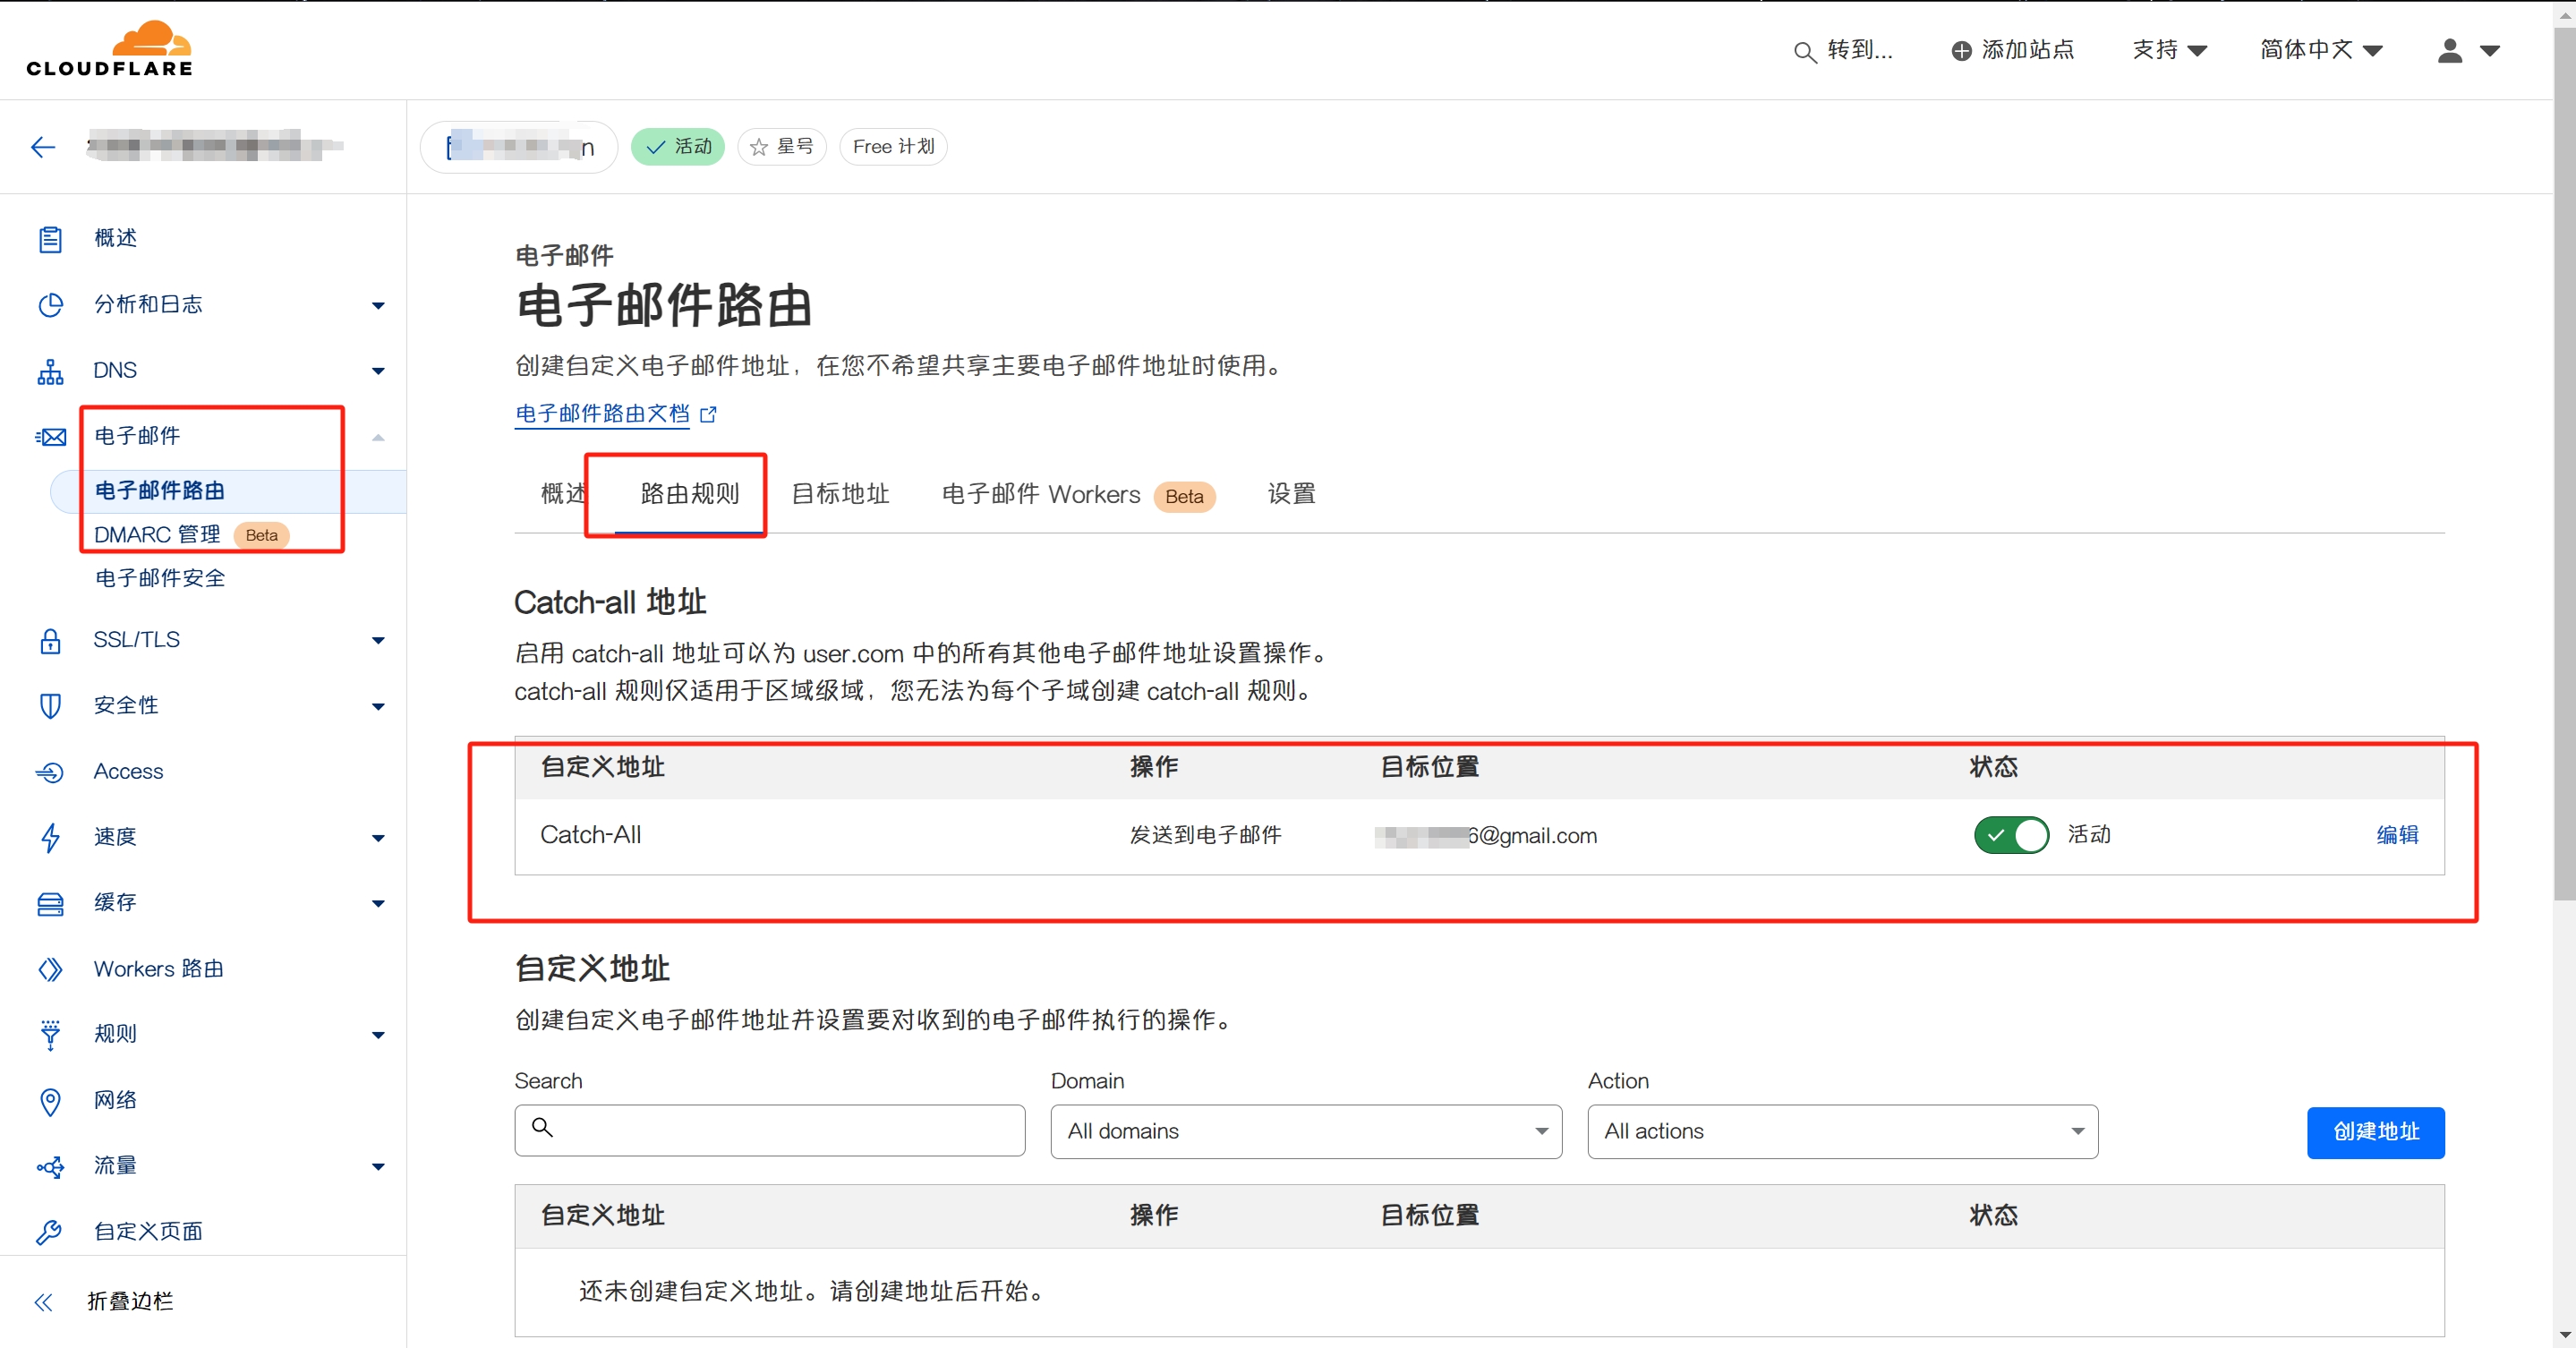 CLOUDFLARE
转到...
添加站点
支持
简体中文
活动
星号
Free 计划
概述
分析和日志
DNS
电子邮件
电子邮件路由
DMARC 管理 Beta
电子邮件安全
SSL/TLS
安全性
Access
速度
缓存
Workers 路由
规则
网络
流量
自定义页面
折叠边栏
电子邮件
电子邮件路由
创建自定义电子邮件地址，在您不希望共享主要电子邮件地址时使用。
电子邮件路由文档
概述 路由规则 目标地址 电子邮件 Workers Beta 设置
Catch-all 地址
启用 catch-all 地址可以为 user.com 中的所有其他电子邮件地址设置操作。
catch-all 规则仅适用于区域级域，您无法为每个子域创建 catch-all 规则。
自定义地址 操作 目标位置 状态
Catch-All 发送到电子邮件 6@gmail.com 活动 编辑
自定义地址
创建自定义电子邮件地址并设置要对收到的电子邮件执行的操作。
Search Domain Action
All domains All actions 创建地址
自定义地址 操作 目标位置 状态
还未创建自定义地址。请创建地址后开始。